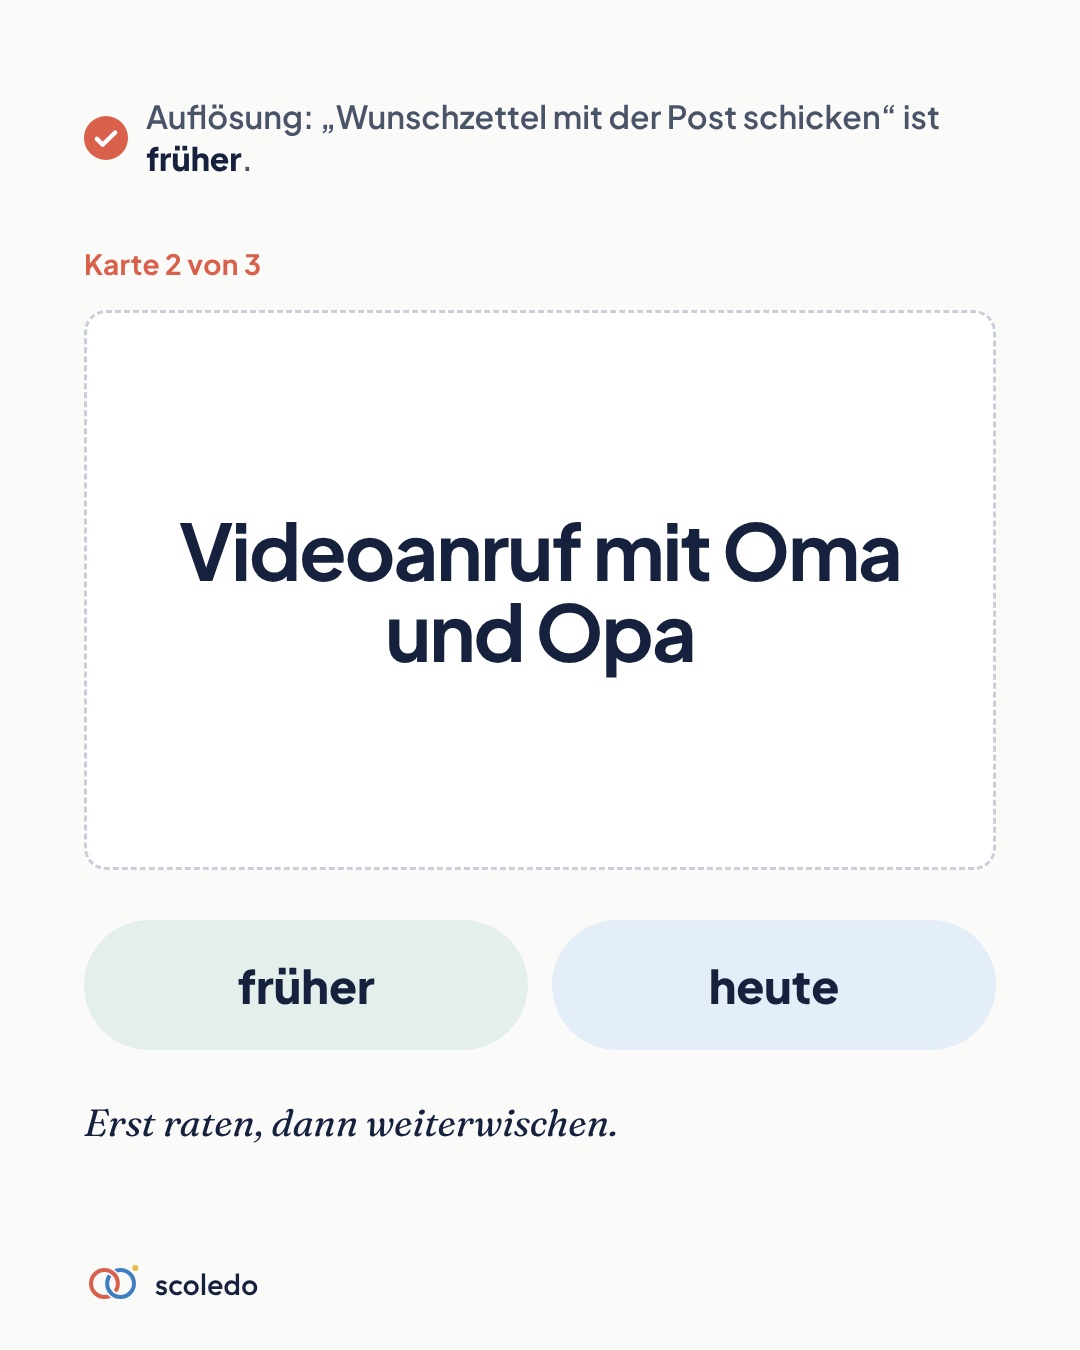 Auflösung: „Wunschzettel mit der Post schicken“ ist
früher.
Karte 2 von 3
Videoanruf mit Oma
und Opa
früher
heute
Erst raten, dann weiterwischen.
scoledo